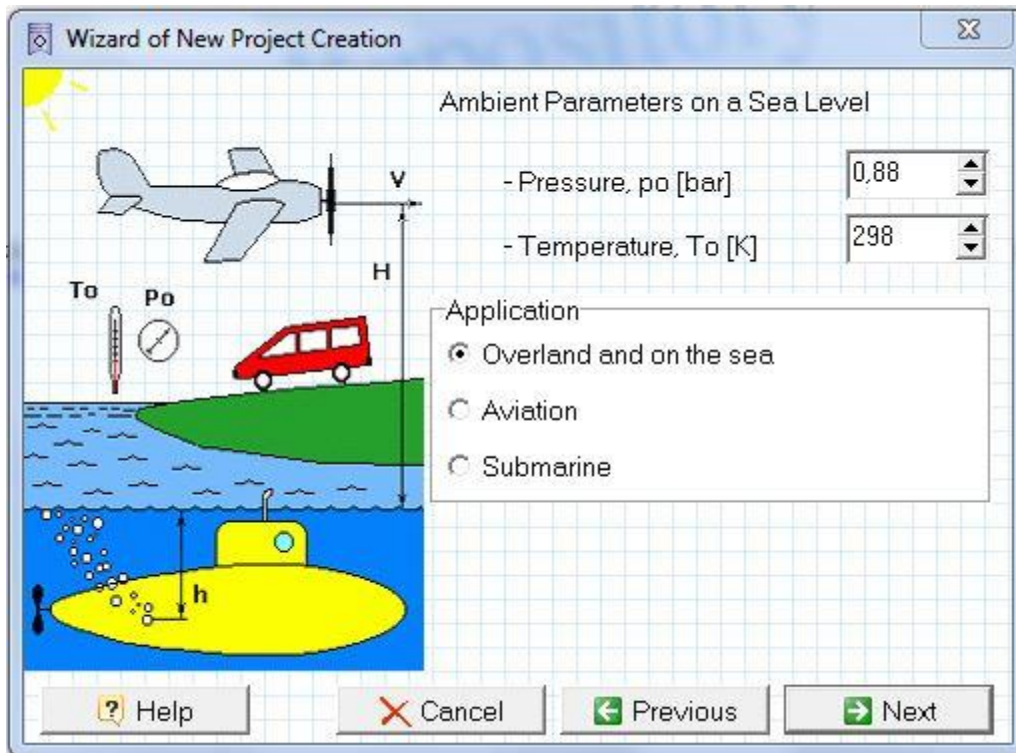 Wizard of New Project Creation
Ambient Parameters on a Sea Level
- Pressure, po [bar] 0,88
- Temperature, To [K] 298
V
H
To Po
Application
Overland and on the sea
Aviation
Submarine
h
? Help Cancel Previous Next